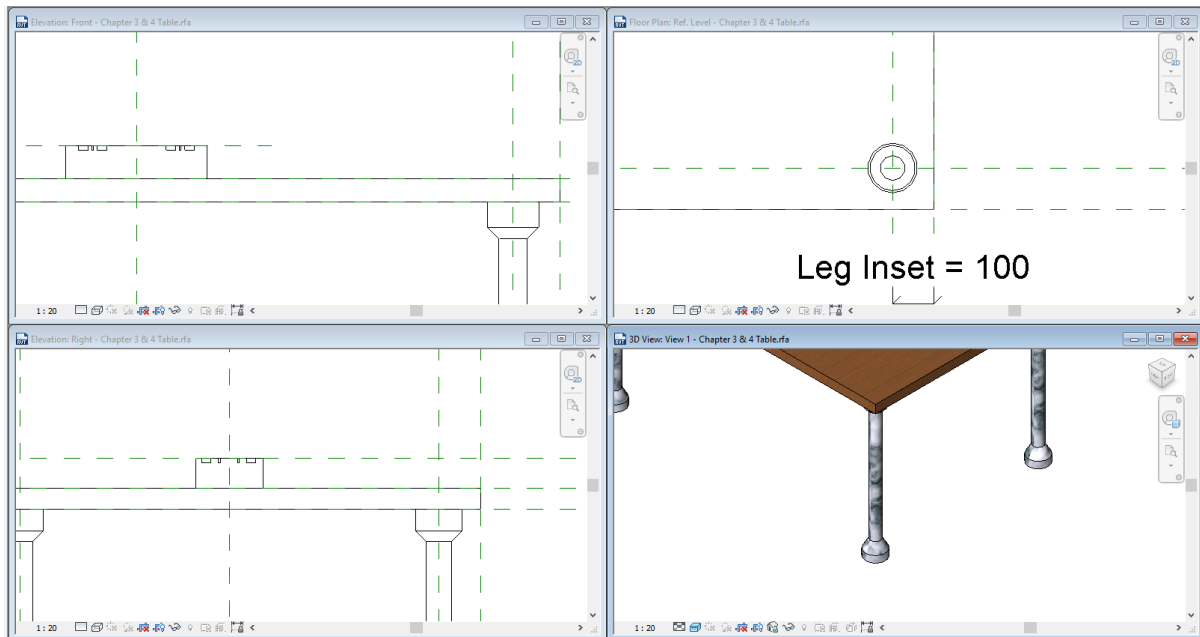 Elevation: Front - Chapter 3 & 4 Table.rfa
1 : 20
Floor Plan: Ref. Level - Chapter 3 & 4 Table.rfa
Leg Inset = 100
1 : 20
Elevation: Right - Chapter 3 & 4 Table.rfa
1 : 20
3D View: View 1 - Chapter 3 & 4 Table.rfa
1 : 20